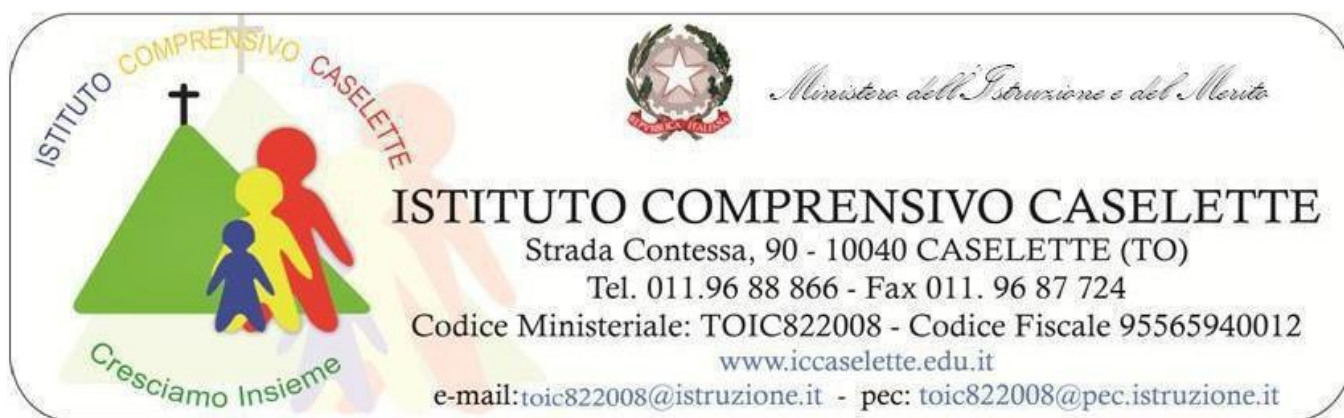 ISTITUTO COMPRENSIVO CASELETTE
Cresciamo Insieme
REPVBBLICA ITALIANA
Ministero dell'Istruzione e del Merito
ISTITUTO COMPRENSIVO CASELETTE
Strada Contessa, 90 - 10040 CASELETTE (TO)
Tel. 011.96 88 866 - Fax 011. 96 87 724
Codice Ministeriale: TOIC822008 - Codice Fiscale 95565940012
www.iccaselette.edu.it
e-mail:toic822008@istruzione.it - pec: toic822008@pec.istruzione.it